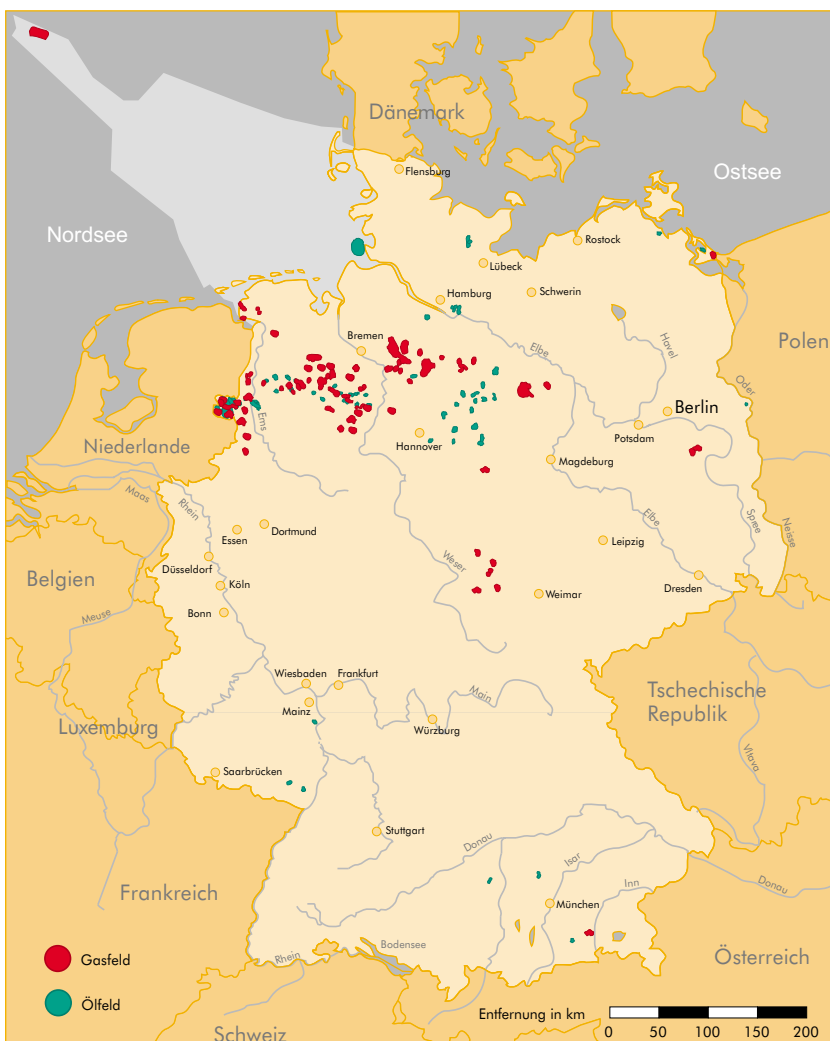 Dänemark
Flensburg
Ostsee
Nordsee
Rostock
Lübeck
Hamburg
Schwerin
Bremen
Elbe
Havel
Polen
Oder
Berlin
Ems
Niederlande
Hannover
Potsdam
Magdeburg
Maas
Rhein
Dortmund
Essen
Elbe
Spree
Neisse
Leipzig
Weser
Düsseldorf
Belgien
Köln
Weimar
Dresden
Meuse
Bonn
Wiesbaden
Frankfurt
Main
Tschechische
Republik
Mainz
Luxemburg
Würzburg
Vltava
Saarbrücken
Stuttgart
Donau
Isar
Inn
Donau
Frankreich
München
Bodensee
Rhein
Gasfeld
Österreich
Ölfeld
Entfernung in km
0 50 100 150 200
Schweiz